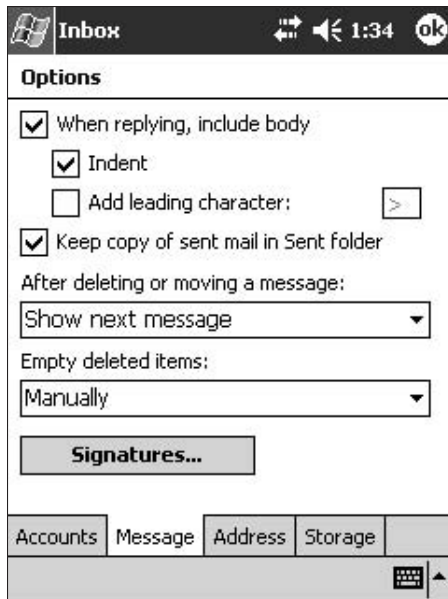 Inbox 1:34 ok
Options
When replying, include body
Indent
Add leading character: >
Keep copy of sent mail in Sent folder
After deleting or moving a message:
Show next message
Empty deleted items:
Manually
Signatures...
Accounts Message Address Storage